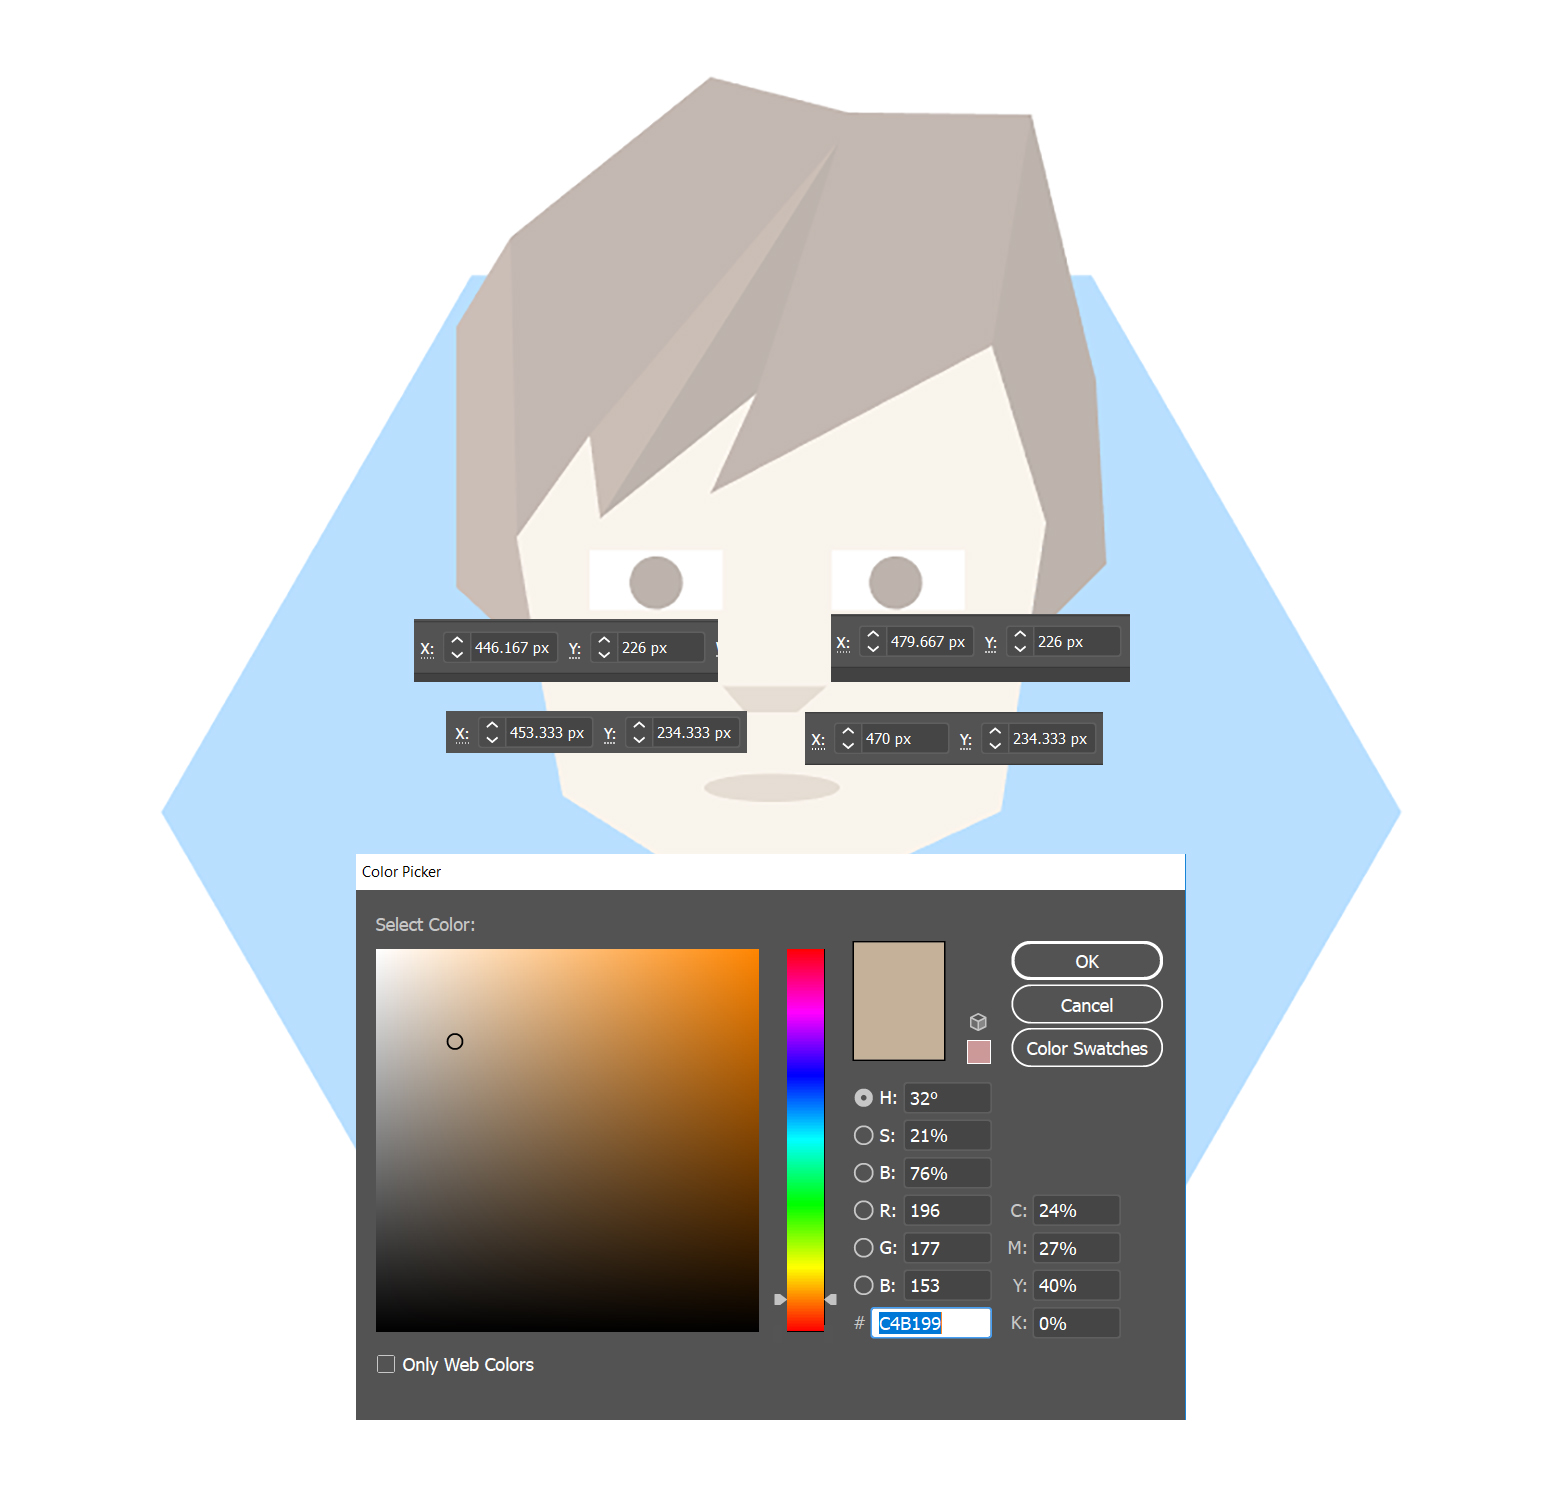 X: 446.167 px Y: 226 px
X: 479.667 px Y: 226 px
X: 453.333 px Y: 234.333 px
X: 470 px Y: 234.333 px
Color Picker
Select Color:
OK
Cancel
Color Swatches
H: 32º
S: 21%
B: 76%
R: 196 C: 24%
G: 177 M: 27%
B: 153 Y: 40%
# C4B199 K: 0%
Only Web Colors